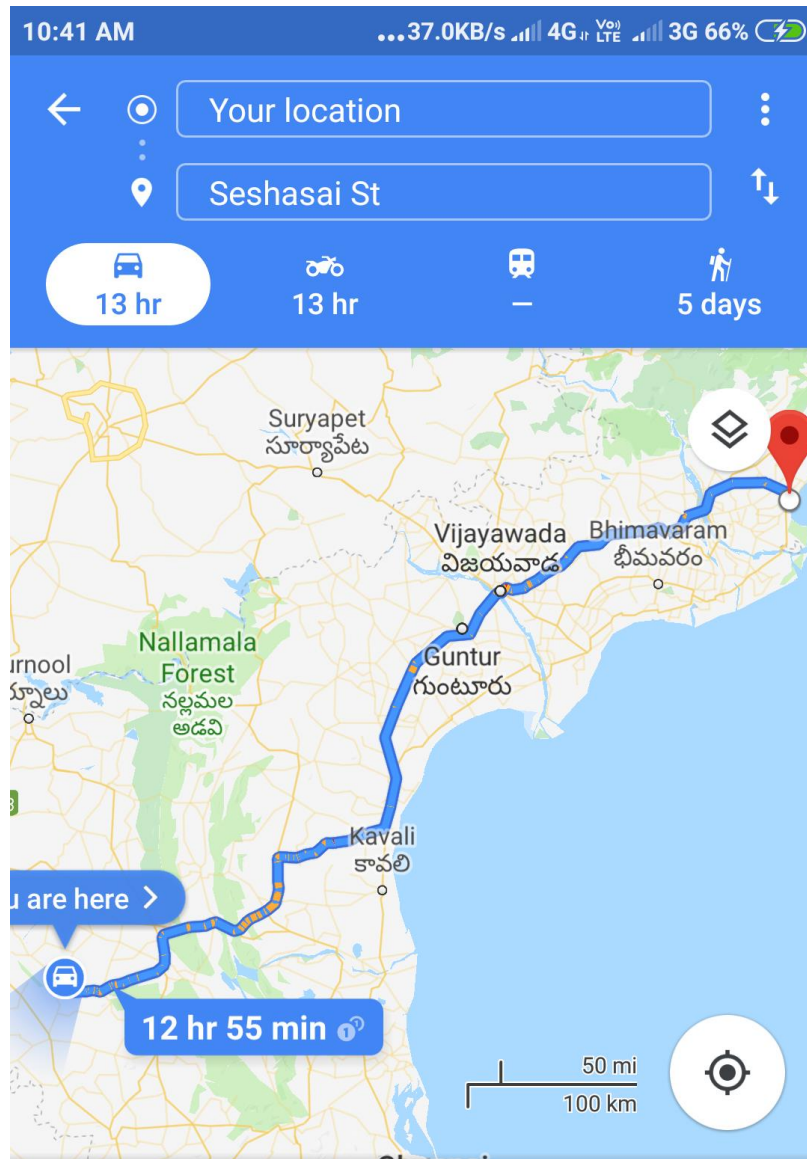 10:41 AM
...37.0KB/s 4G VoLTE 3G 66%
Your location
Seshasai St
13 hr
13 hr
–
5 days
Suryapet
సూర్యాపేట
Vijayawada
విజయవాడ
Bhimavaram
భీమవరం
Nallamala
Forest
నల్లమల
అడవి
urnool
ర్నూలు
Guntur
గుంటూరు
Kavali
కావలి
u are here
12 hr 55 min
50 mi
100 km